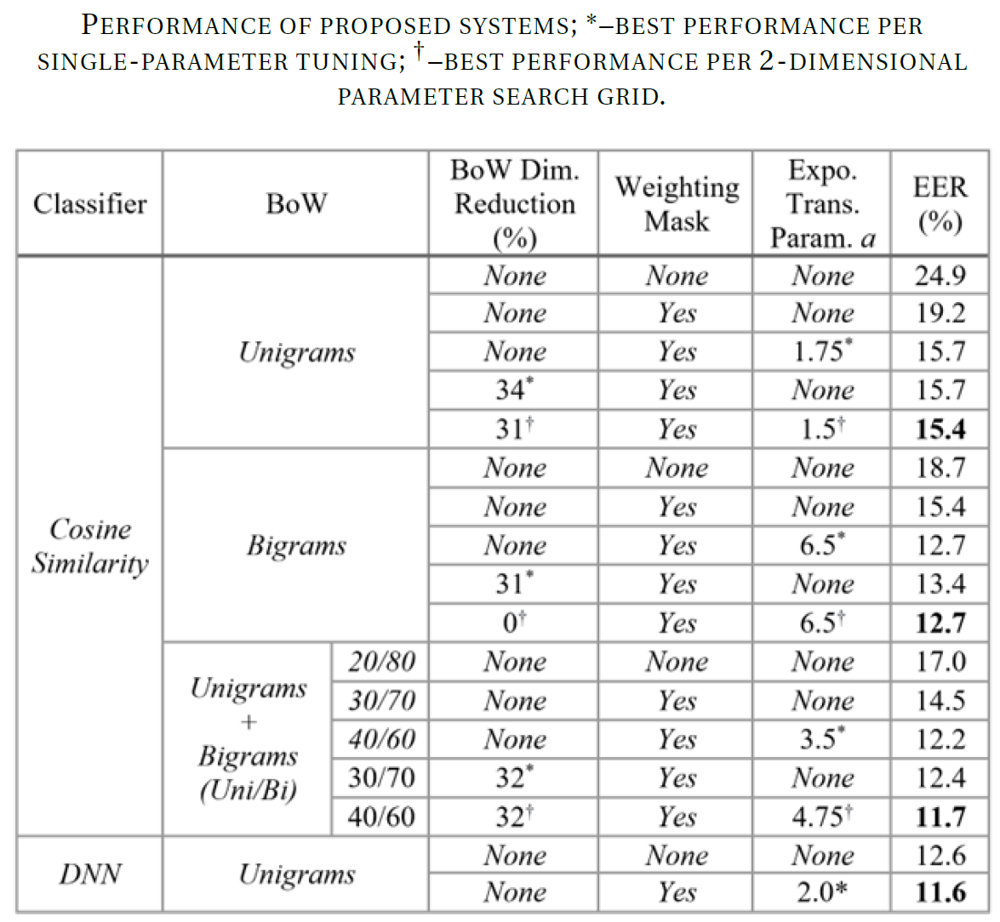 PERFORMANCE OF PROPOSED SYSTEMS; *–BEST PERFORMANCE PER
SINGLE-PARAMETER TUNING; †–BEST PERFORMANCE PER 2-DIMENSIONAL
PARAMETER SEARCH GRID.
Classifier BoW BoW Dim. Reduction (%) Weighting Mask Expo. Trans. Param. a EER (%)
Cosine Similarity Unigrams None None None 24.9
None Yes None 19.2
None Yes 1.75* 15.7
34* Yes None 15.7
31† Yes 1.5† 15.4
Bigrams None None None 18.7
None Yes None 15.4
None Yes 6.5* 12.7
31* Yes None 13.4
0† Yes 6.5† 12.7
Unigrams + Bigrams (Uni/Bi) 20/80 None None None 17.0
30/70 None Yes None 14.5
40/60 None Yes 3.5* 12.2
30/70 32* Yes None 12.4
40/60 32† Yes 4.75† 11.7
DNN Unigrams None None None 12.6
None Yes 2.0* 11.6